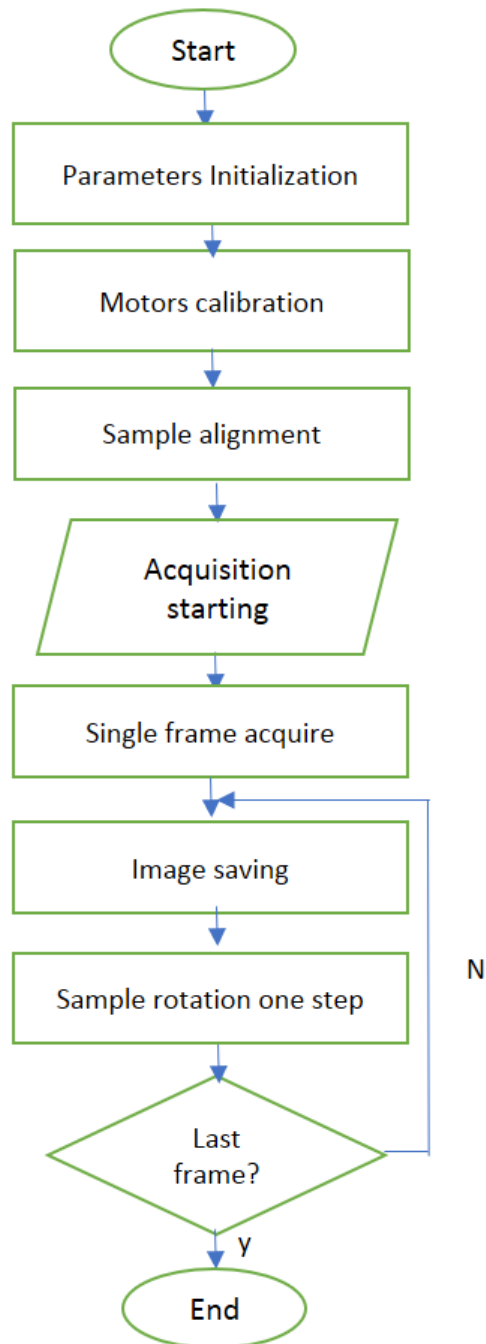 Start
Parameters Initialization
Motors calibration
Sample alignment
Acquisition
starting
Single frame acquire
Image saving
Sample rotation one step
N
Last
frame?
y
End